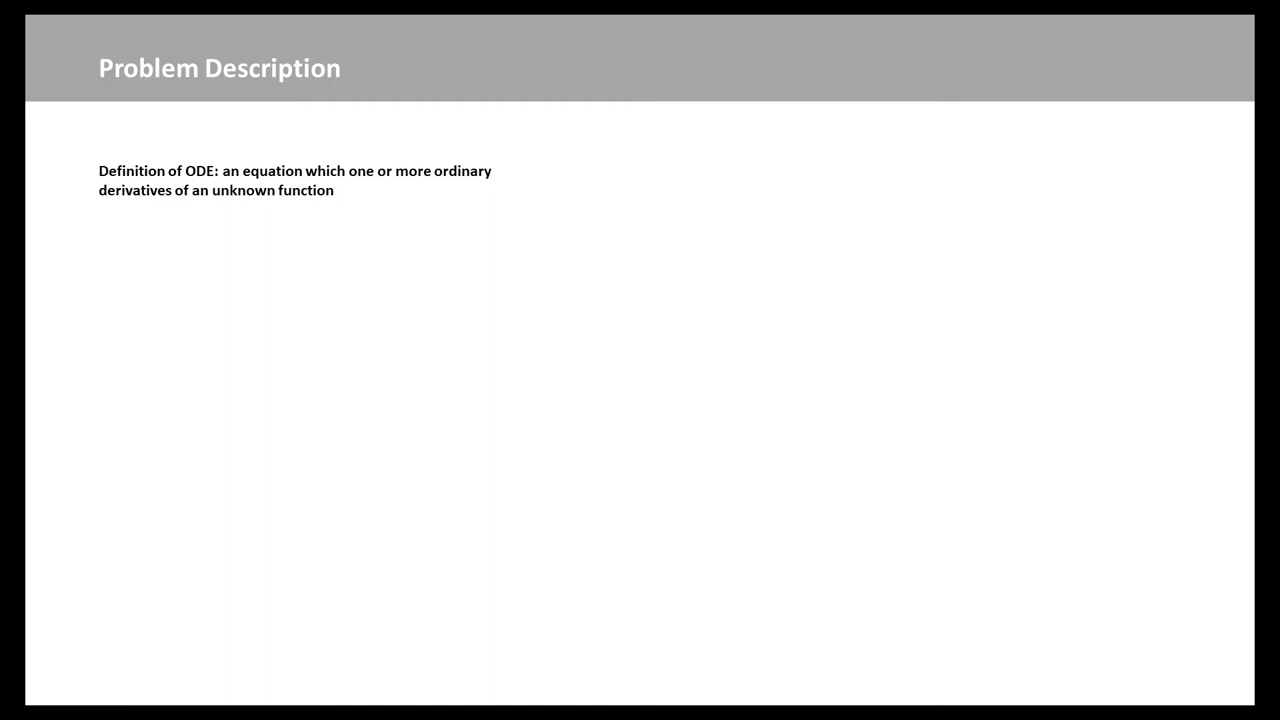 Problem Description
Definition of ODE: an equation which one or more ordinary
derivatives of an unknown function